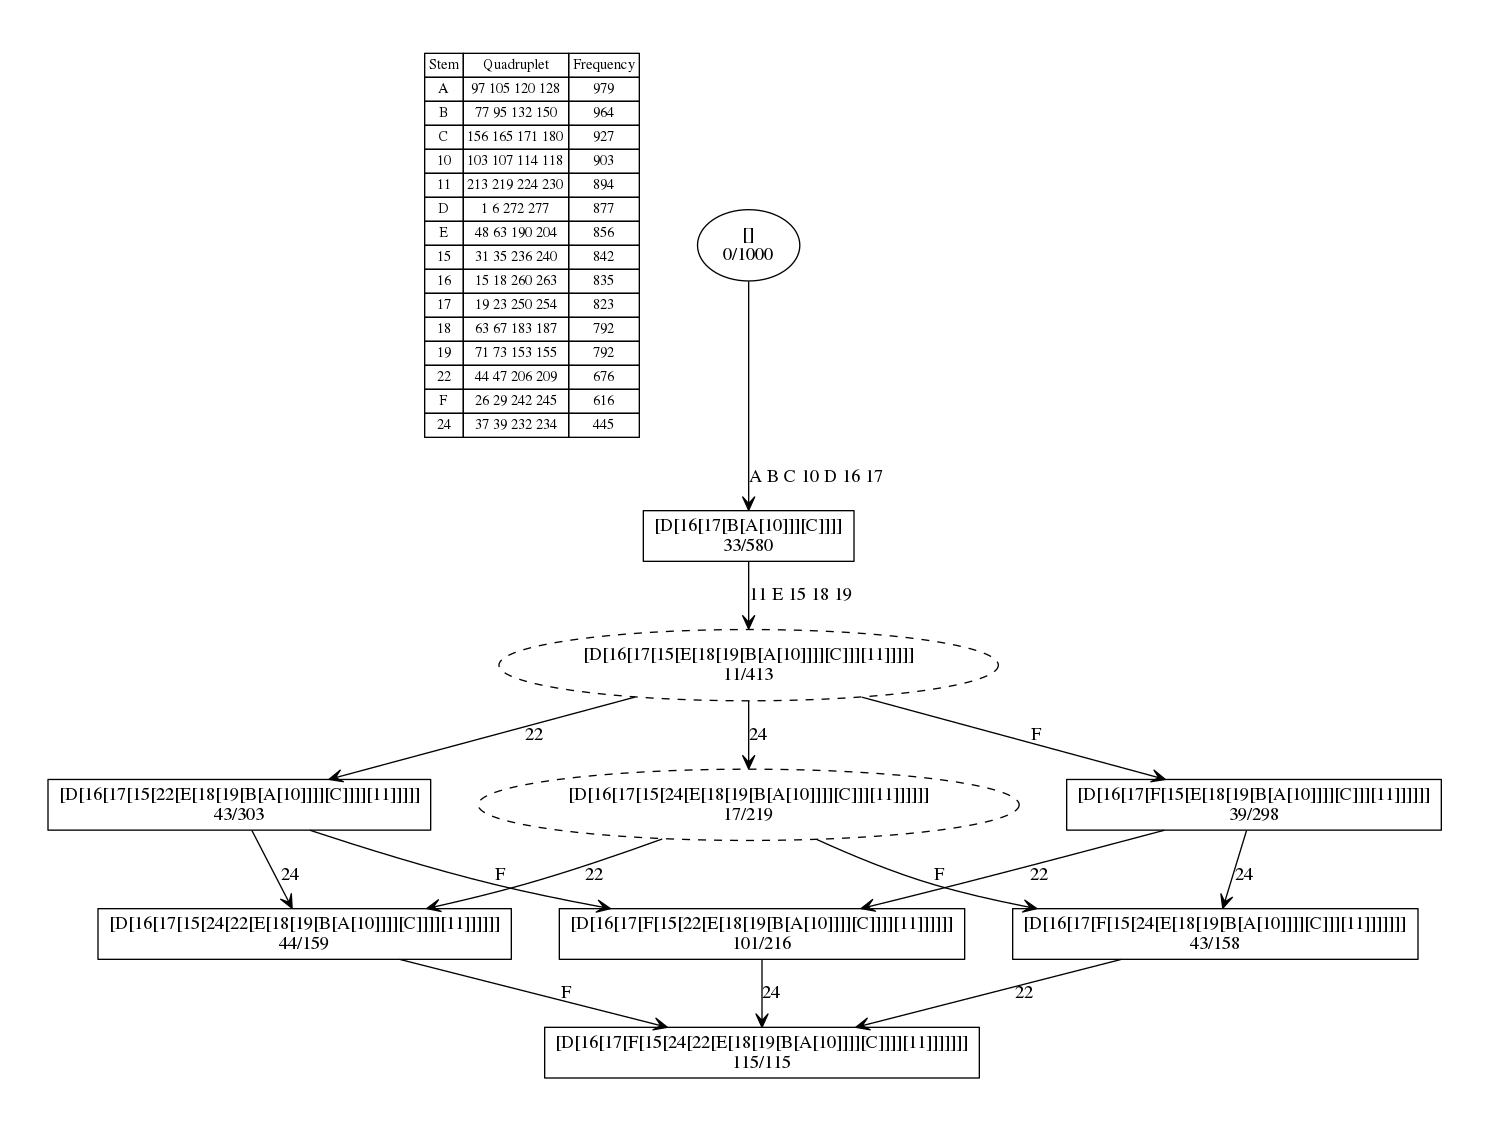 Stem Quadruplet Frequency
A 97 105 120 128 979
B 77 95 132 150 964
C 156 165 171 180 927
10 103 107 114 118 903
11 213 219 224 230 894
D 1 6 272 277 877
E 48 63 190 204 856
15 31 35 236 240 842
16 15 18 260 263 835
17 19 23 250 254 823
18 63 67 183 187 792
19 71 73 153 155 792
22 44 47 206 209 676
F 26 29 242 245 616
24 37 39 232 234 445
[]
0/1000
A B C 10 D 16 17
[D[16[17[B[A[10]]][C]]]]
33/580
11 E 15 18 19
[D[16[17[15[E[18[19[B[A[10]]]][C]]][11]]]]]
11/413
22 24 F
[D[16[17[15[22[E[18[19[B[A[10]]]][C]]]][11]]]]]
43/303
[D[16[17[15[24[E[18[19[B[A[10]]]][C]]][11]]]]]]
17/219
[D[16[17[F[15[E[18[19[B[A[10]]]][C]]][11]]]]]]
39/298
24 F 22 F 22 24
[D[16[17[15[24[22[E[18[19[B[A[10]]]][C]]]][11]]]]]]
44/159
[D[16[17[F[15[22[E[18[19[B[A[10]]]][C]]]][11]]]]]]
101/216
[D[16[17[F[15[24[E[18[19[B[A[10]]]][C]]][11]]]]]]]
43/158
F 24 22
[D[16[17[F[15[24[22[E[18[19[B[A[10]]]][C]]]][11]]]]]]]
115/115